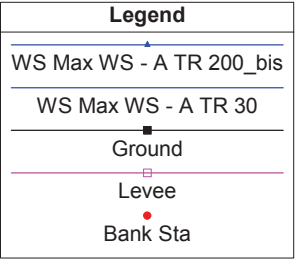 Legend
WS Max WS - A TR 200_bis
WS Max WS - A TR 30
Ground
Levee
Bank Sta